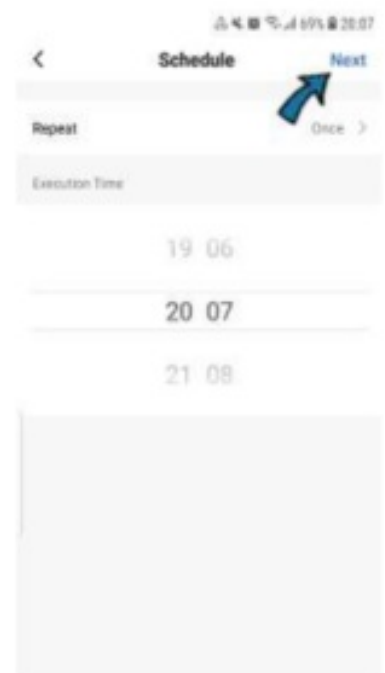 69% 20:07
Schedule Next
Repeat Once
Execution Time
19 06
20 07
21 08